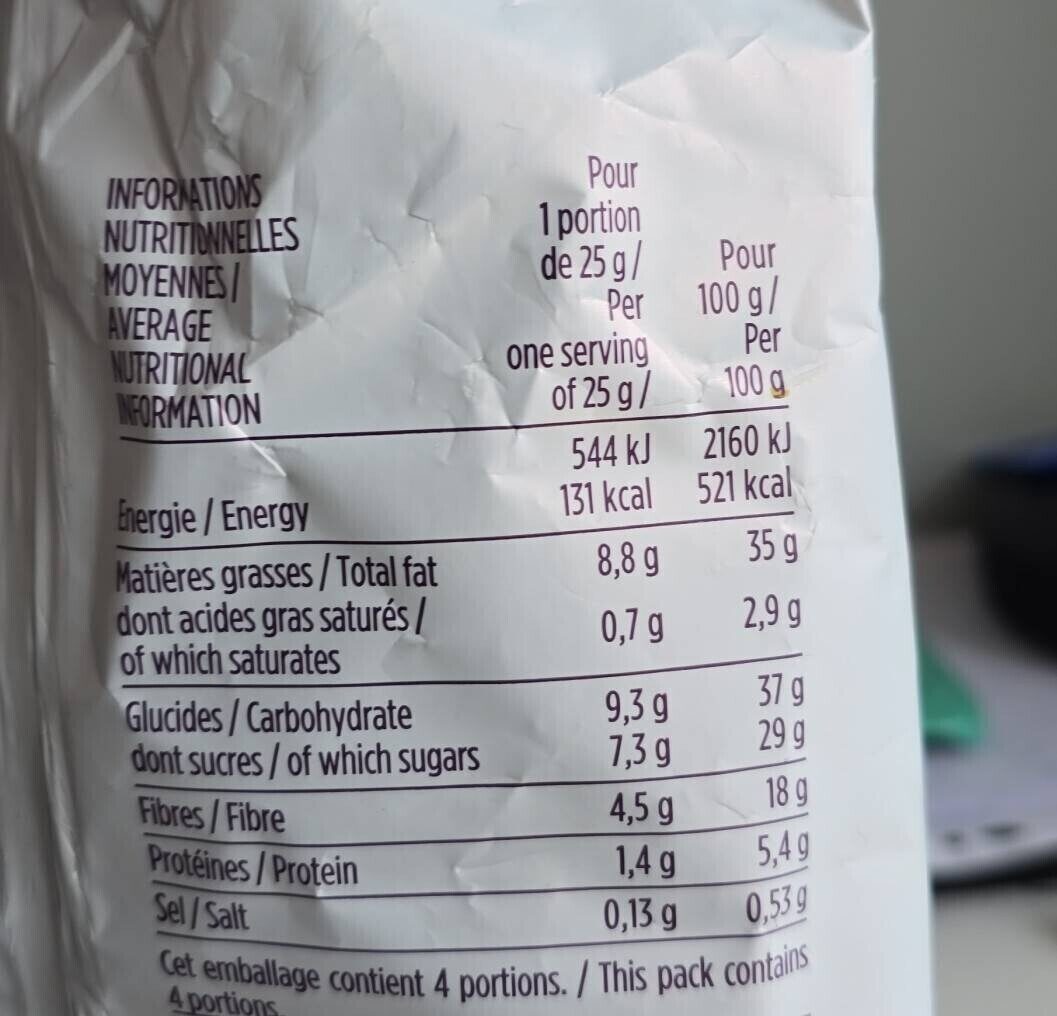 INFORMATIONS
NUTRITIONNELLES
MOYENNES /
AVERAGE
NUTRITIONAL
INFORMATION
Pour
1 portion
de 25 g /
Per
one serving
of 25 g /
Pour
100 g /
Per
100 g
544 kJ 2160 kJ
Energie / Energy 131 kcal 521 kcal
Matières grasses / Total fat 8,8 g 35 g
dont acides gras saturés / 0,7 g 2,9 g
of which saturates
Glucides / Carbohydrate 9,3 g 37 g
dont sucres / of which sugars 7,3 g 29 g
Fibres / Fibre 4,5 g 18 g
Protéines / Protein 1,4 g 5,4 g
Sel / Salt 0,13 g 0,53 g
Cet emballage contient 4 portions. / This pack contains
4 portions.